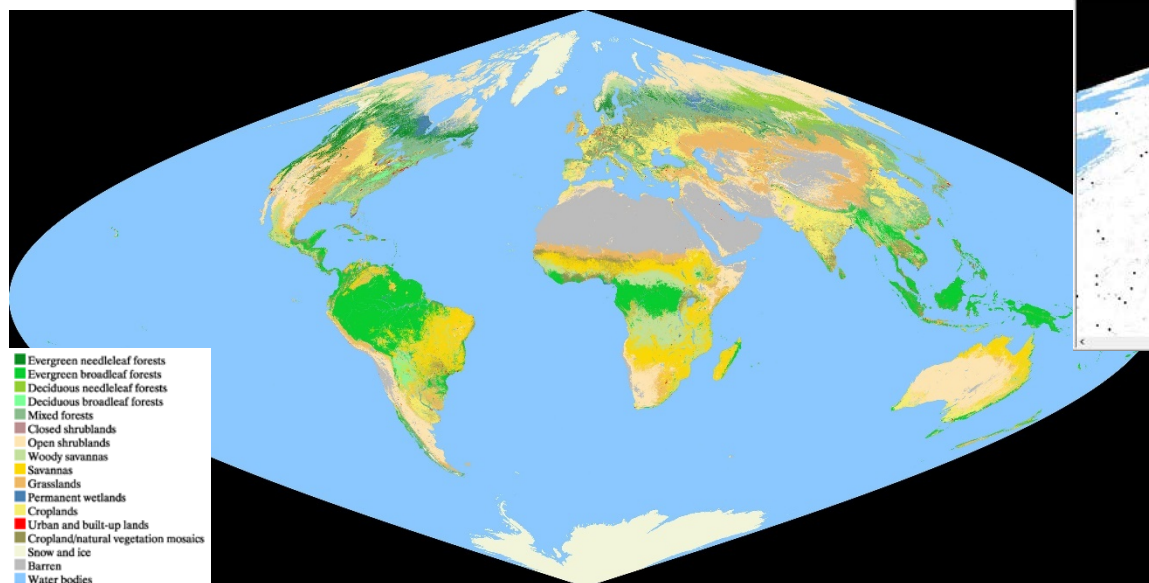 Evergreen needleleaf forests
Evergreen broadleaf forests
Deciduous needleleaf forests
Deciduous broadleaf forests
Mixed forests
Closed shrublands
Open shrublands
Woody savannas
Savannas
Grasslands
Permanent wetlands
Croplands
Urban and built-up lands
Cropland/natural vegetation mosaics
Snow and ice
Barren
Water bodies